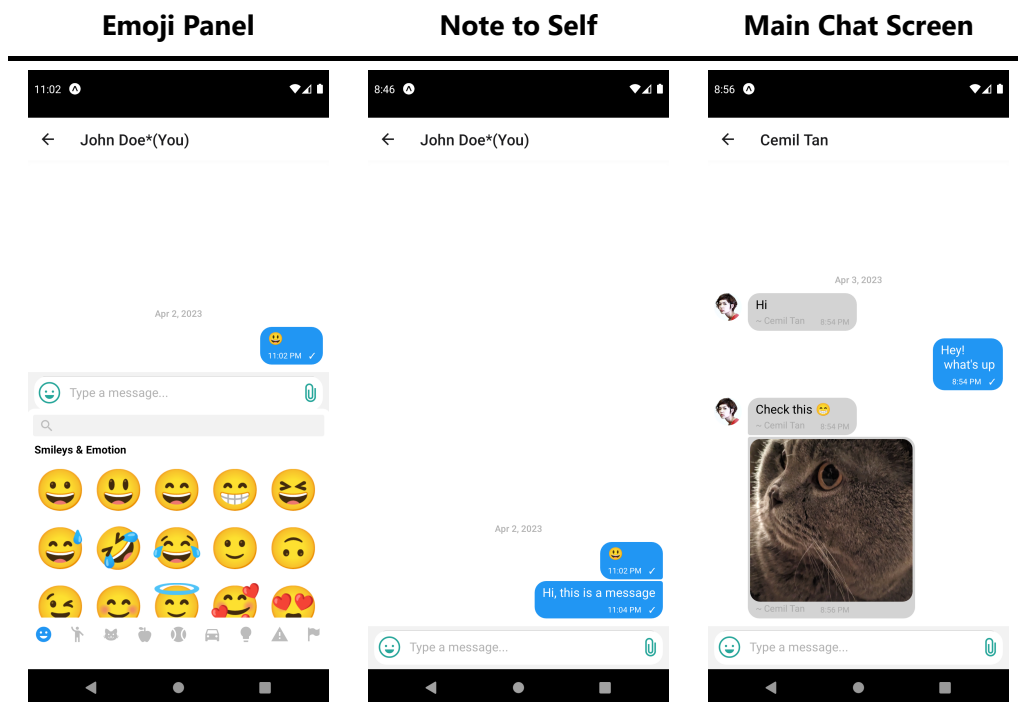 Emoji Panel
Note to Self
Main Chat Screen
11:02
John Doe*(You)
Apr 2, 2023
11:02 PM ✓
Type a message...
Smileys & Emotion
8:46
John Doe*(You)
Apr 2, 2023
11:02 PM ✓
Hi, this is a message
11:04 PM ✓
Type a message...
8:56
Cemil Tan
Apr 3, 2023
Hi
~ Cemil Tan 8:54 PM
Hey!
what's up
8:54 PM ✓
Check this 😁
~ Cemil Tan 8:54 PM
~ Cemil Tan 8:56 PM
Type a message...